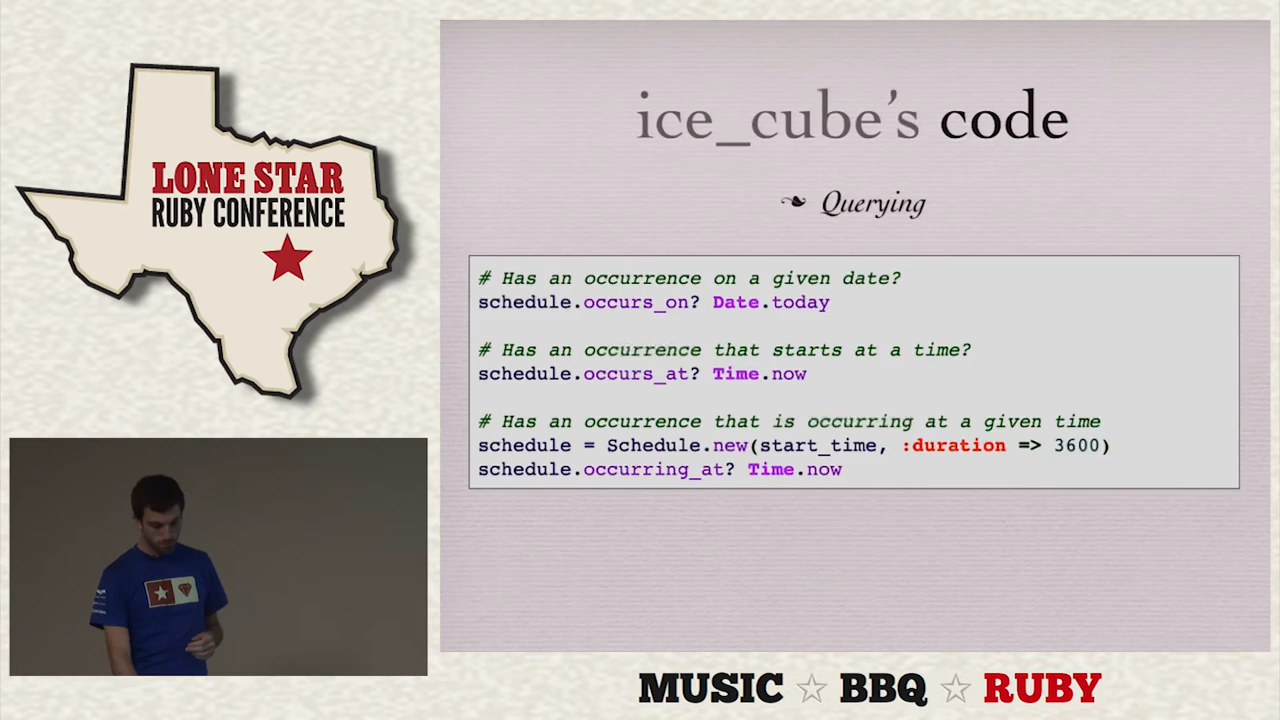 LONE STAR
RUBY CONFERENCE
ice_cube's code
Querying
# Has an occurrence on a given date?
schedule.occurs_on? Date.today
# Has an occurrence that starts at a time?
schedule.occurs_at? Time.now
# Has an occurrence that is occurring at a given time
schedule = Schedule.new(start_time, :duration => 3600)
schedule.occurring_at? Time.now
MUSIC ☆ BBQ ☆ RUBY